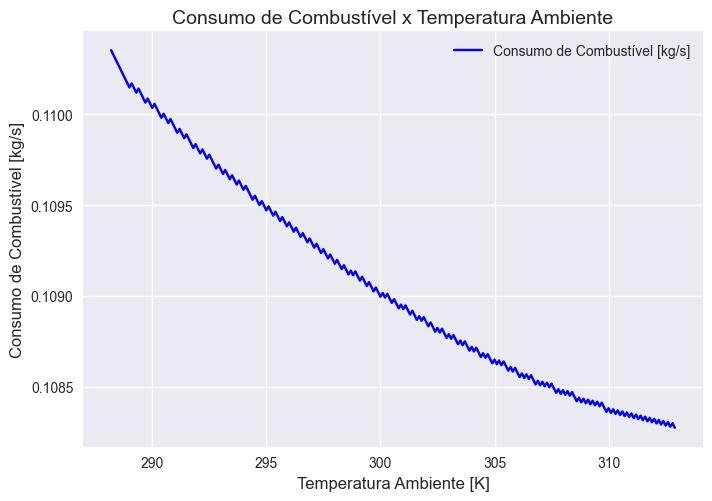 Consumo de Combustível x Temperatura Ambiente
Consumo de Combustível [kg/s]
0.1100
0.1095
0.1090
0.1085
Consumo de Combustível [kg/s]
290 295 300 305 310
Temperatura Ambiente [K]